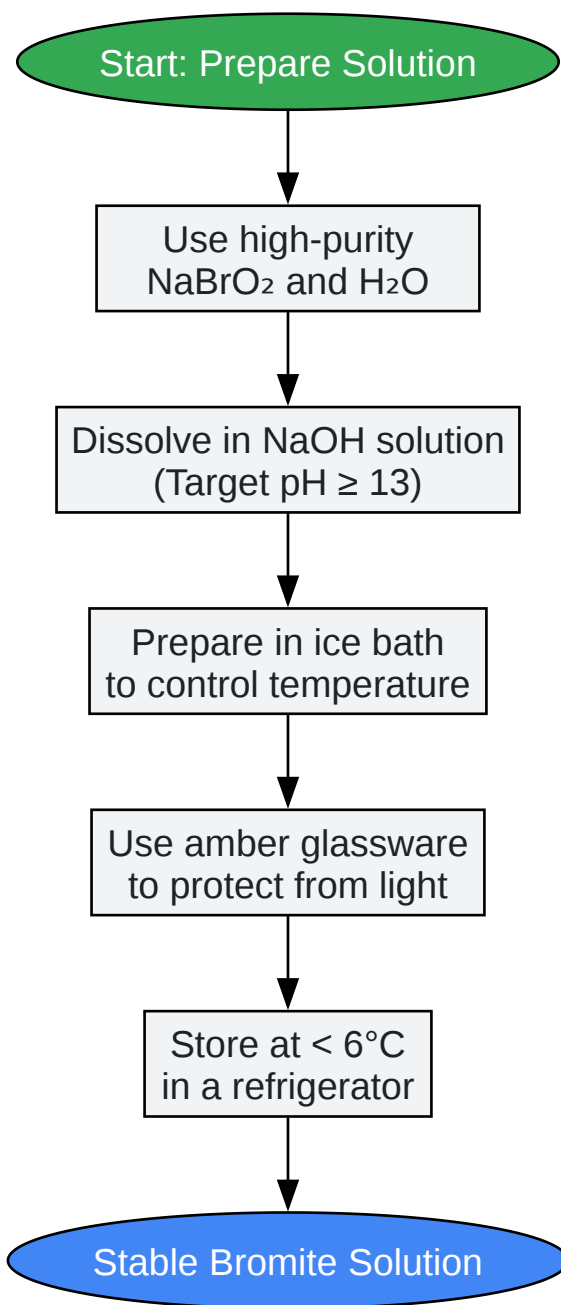 Start: Prepare Solution
Use high-purity
NaBrO₂ and H₂O
Dissolve in NaOH solution
(Target pH ≥ 13)
Prepare in ice bath
to control temperature
Use amber glassware
to protect from light
Store at < 6°C
in a refrigerator
Stable Bromite Solution